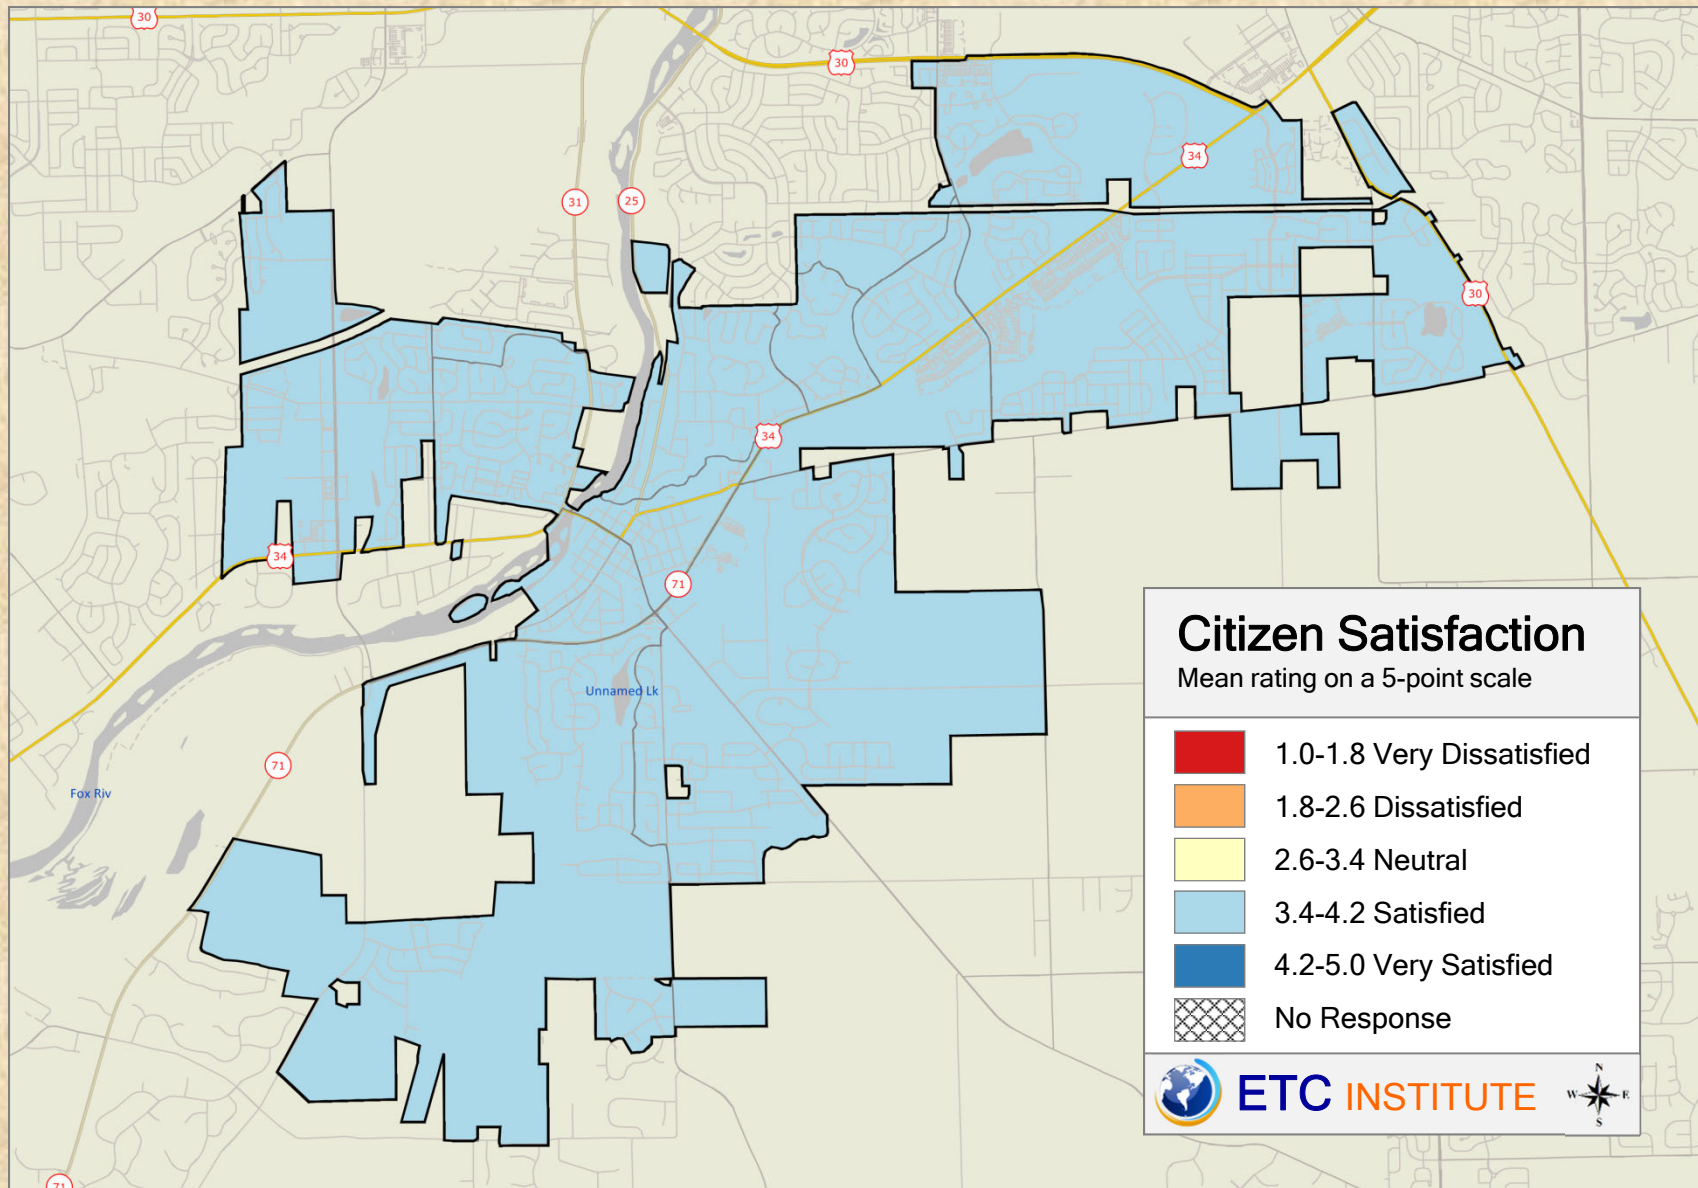 30
30
34
31
25
30
34
34
71
Unnamed Lk
71
Fox Riv
71
Citizen Satisfaction
Mean rating on a 5-point scale
1.0-1.8 Very Dissatisfied
1.8-2.6 Dissatisfied
2.6-3.4 Neutral
3.4-4.2 Satisfied
4.2-5.0 Very Satisfied
No Response
ETC INSTITUTE
N
W E
S